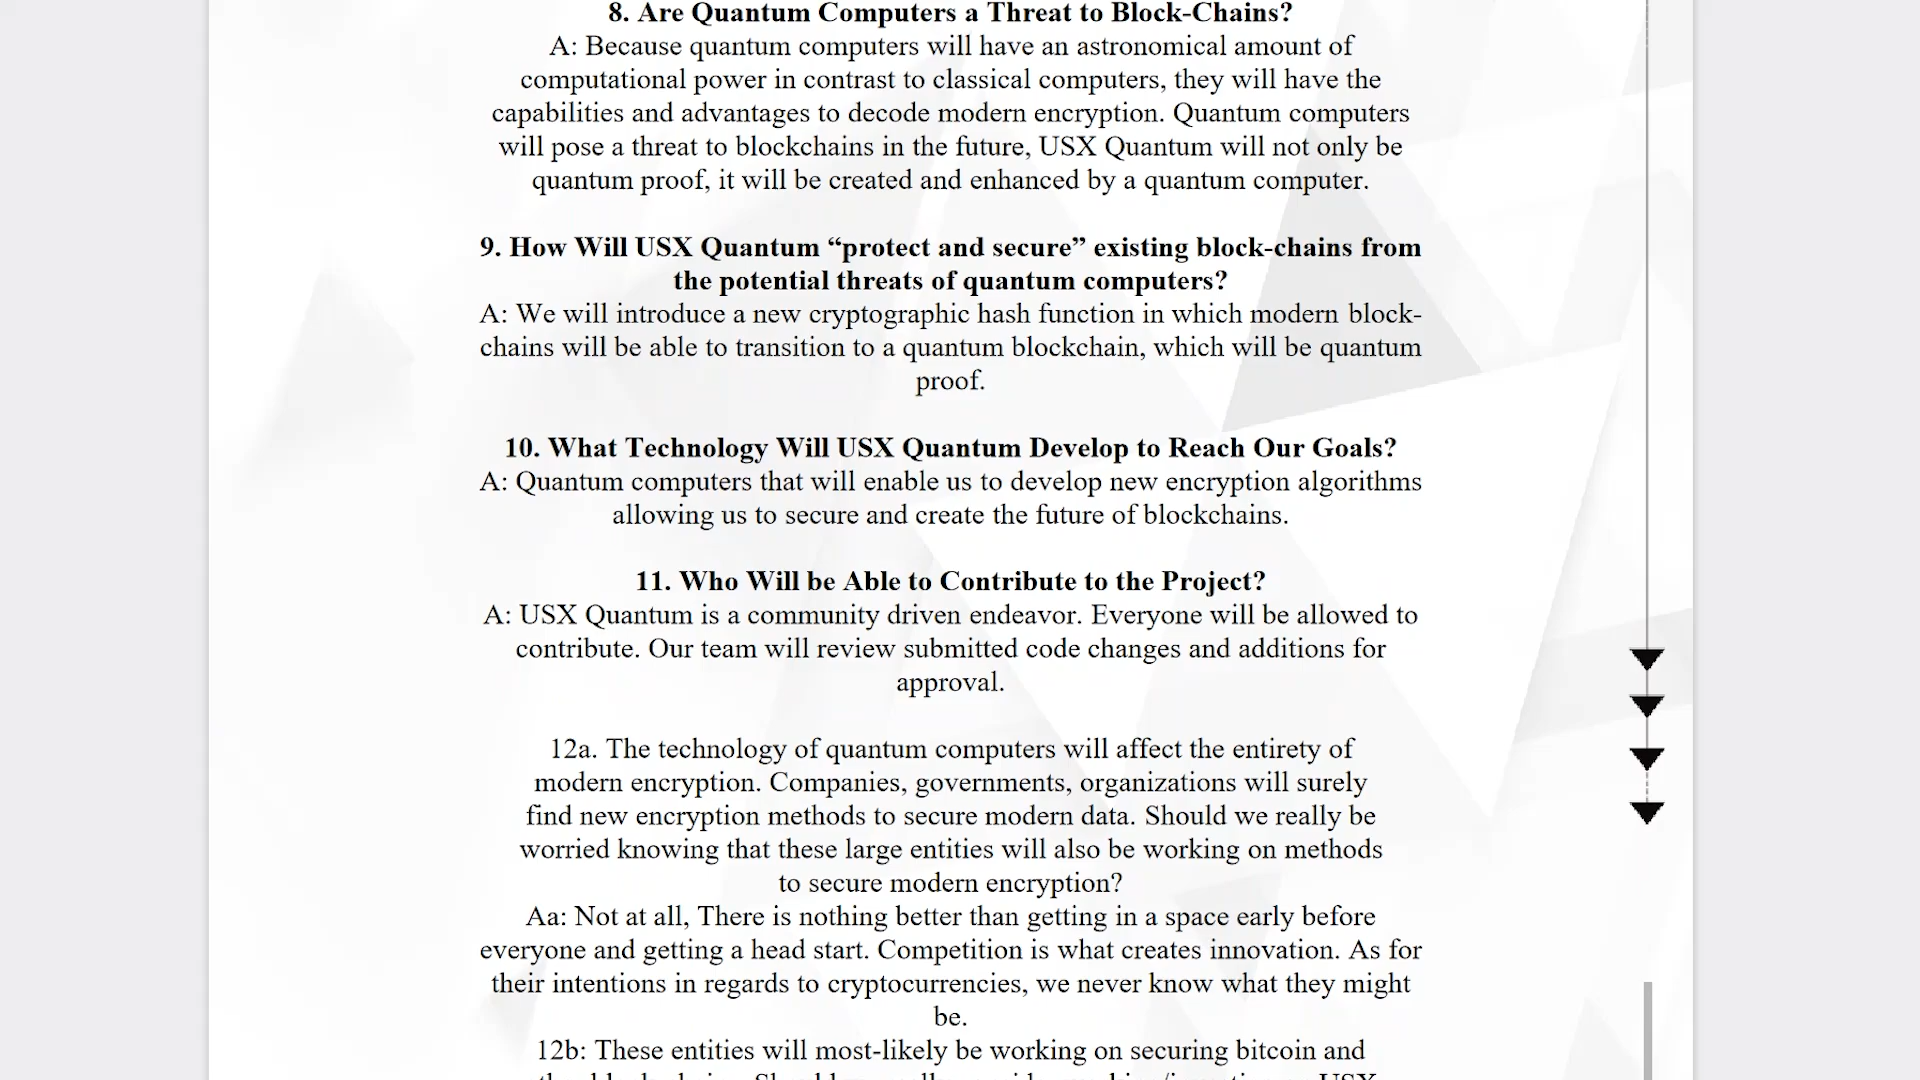 8. Are Quantum Computers a Threat to Block-Chains?
A: Because quantum computers will have an astronomical amount of
computational power in contrast to classical computers, they will have the
capabilities and advantages to decode modern encryption. Quantum computers
will pose a threat to blockchains in the future, USX Quantum will not only be
quantum proof, it will be created and enhanced by a quantum computer.
9. How Will USX Quantum “protect and secure” existing block-chains from
the potential threats of quantum computers?
A: We will introduce a new cryptographic hash function in which modern block-
chains will be able to transition to a quantum blockchain, which will be quantum
proof.
10. What Technology Will USX Quantum Develop to Reach Our Goals?
A: Quantum computers that will enable us to develop new encryption algorithms
allowing us to secure and create the future of blockchains.
11. Who Will be Able to Contribute to the Project?
A: USX Quantum is a community driven endeavor. Everyone will be allowed to
contribute. Our team will review submitted code changes and additions for
approval.
12a. The technology of quantum computers will affect the entirety of
modern encryption. Companies, governments, organizations will surely
find new encryption methods to secure modern data. Should we really be
worried knowing that these large entities will also be working on methods
to secure modern encryption?
Aa: Not at all, There is nothing better than getting in a space early before
everyone and getting a head start. Competition is what creates innovation. As for
their intentions in regards to cryptocurrencies, we never know what they might
be.
12b: These entities will most-likely be working on securing bitcoin and